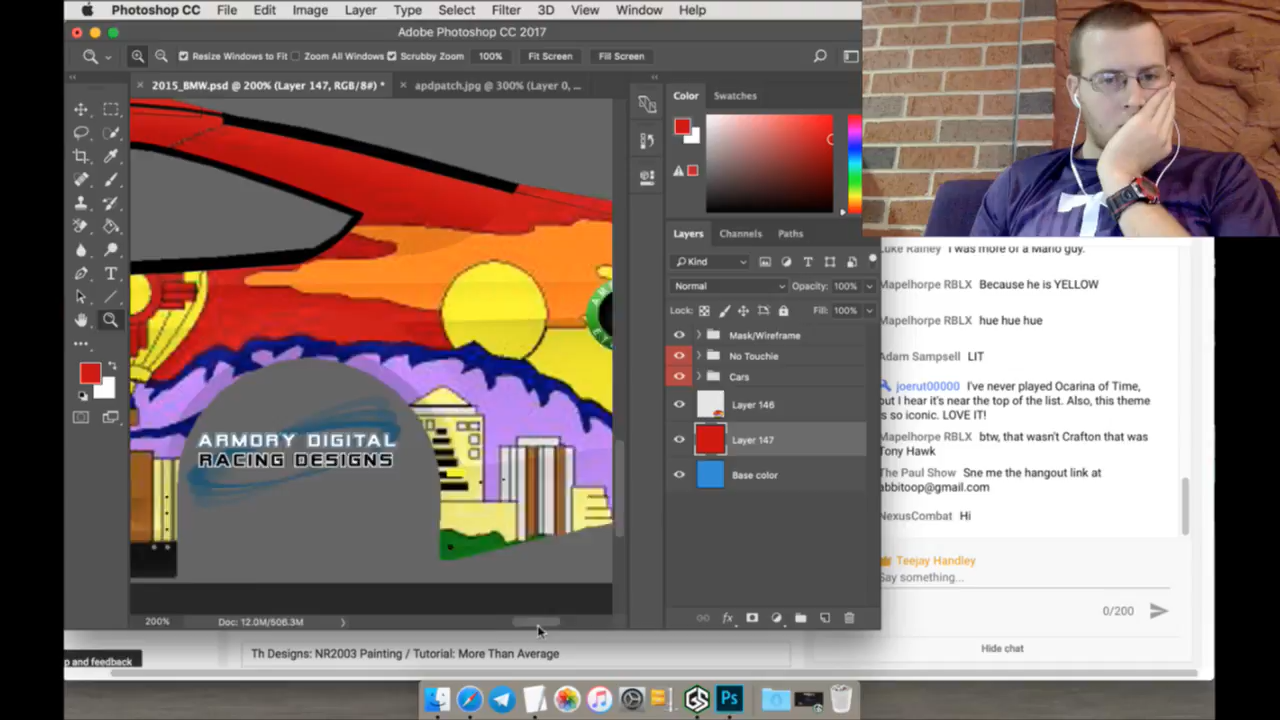 Photoshop CC File Edit Image Layer Type Select Filter 3D View Window Help
Adobe Photoshop CC 2017
Resize Windows to Fit Zoom All Windows Scrubby Zoom 100% Fit Screen Fill Screen
2015_BMW.psd @ 200% (Layer 147, RGB/8#) * apdpatch.jpg @ 300% (Layer 0, ...
Color Swatches
Layers Channels Paths
Kind
Normal Opacity: 100%
Lock: Fill: 100%
Mask/Wireframe
No Touchie
Cars
Layer 146
Layer 147
Base color
ARMORY DIGITAL
RACING DESIGNS
200% Doc: 12.0M/506.3M
fx
Luke Rainey I was more of a Mario guy.
Mapelhorpe RBLX Because he is YELLOW
Mapelhorpe RBLX hue hue hue
Adam Sampsell LIT
joerut00000 I've never played Ocarina of Time,
but I hear it's near the top of the list. Also, this theme
is so iconic. LOVE IT!
Mapelhorpe RBLX btw, that wasn't Crafton that was
Tony Hawk
The Paul Show Sne me the hangout link at
abbitoop@gmail.com
NexusCombat Hi
Teejay Handley
Say something...
0/200
Hide chat
p and feedback
Th Designs: NR2003 Painting / Tutorial: More Than Average
Ps